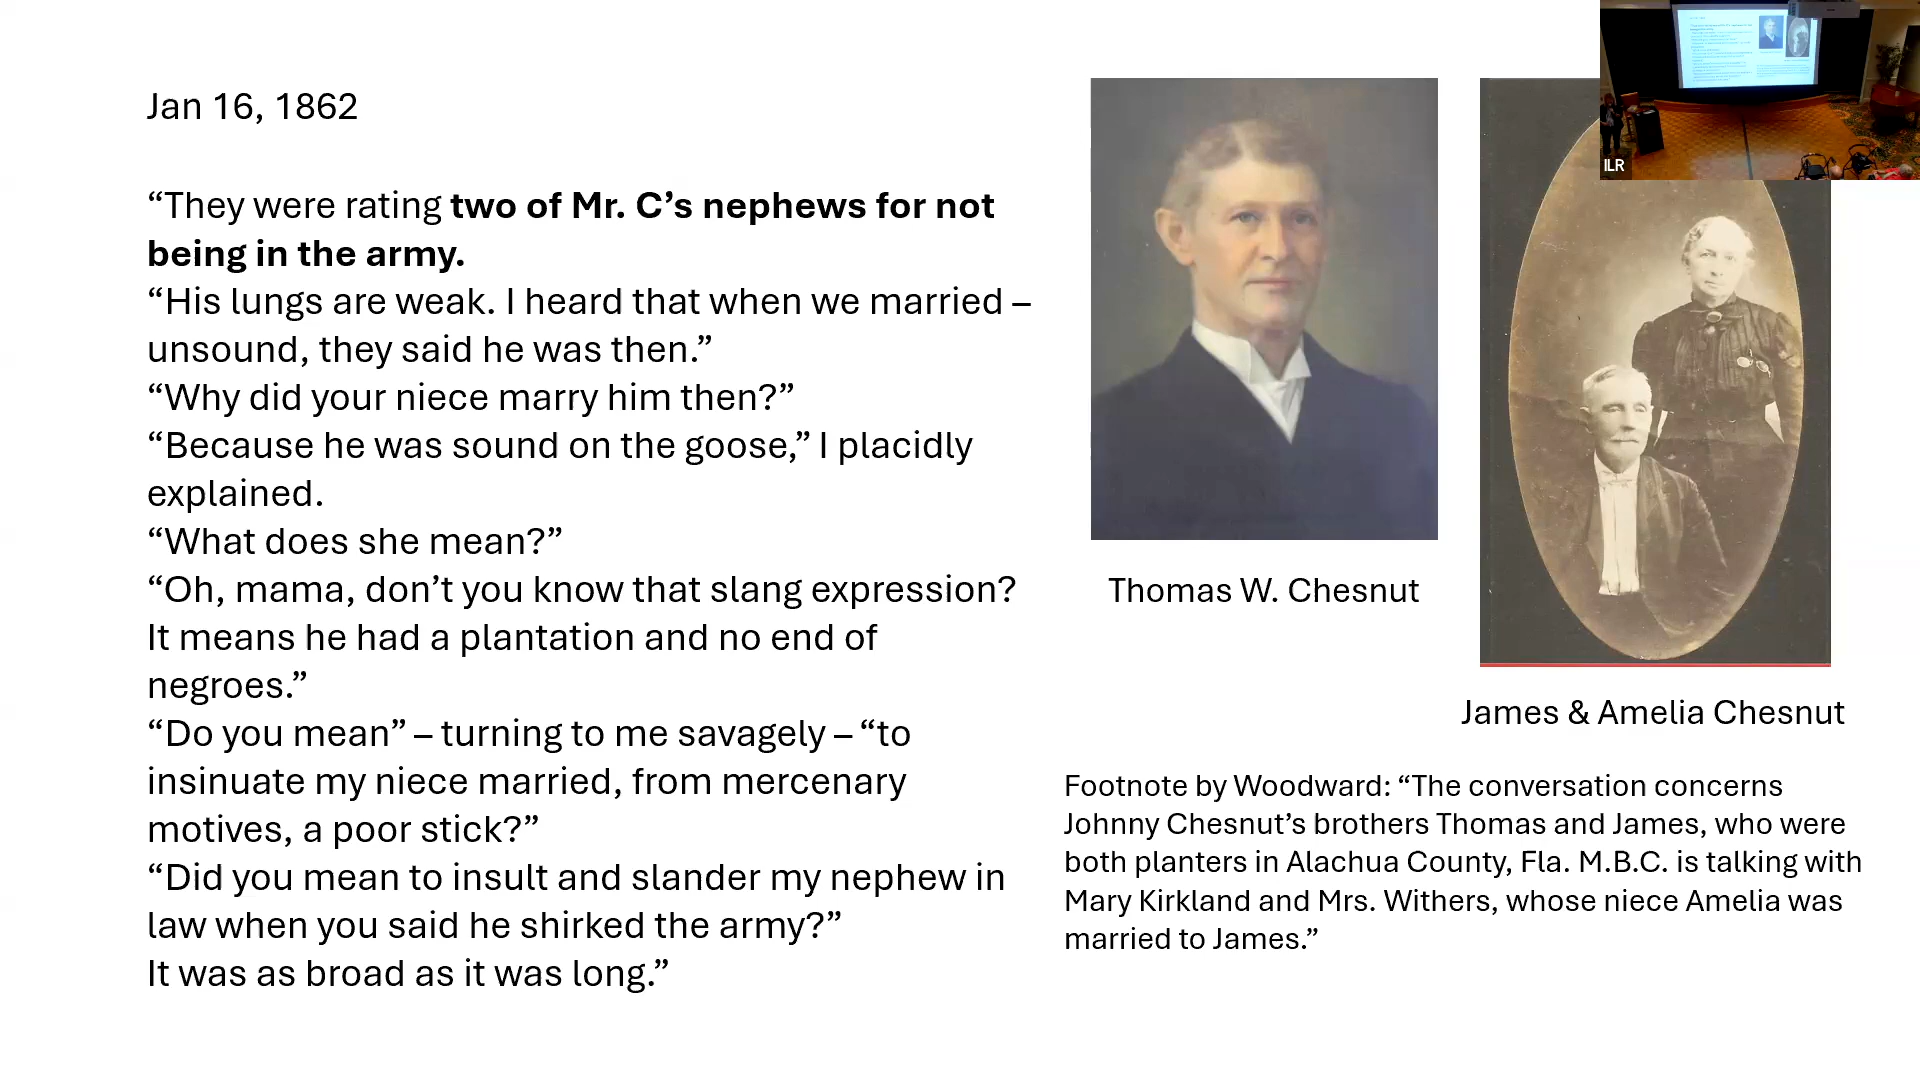 Jan 16, 1862
“They were rating two of Mr. C’s nephews for not
being in the army.
“His lungs are weak. I heard that when we married –
unsound, they said he was then.”
“Why did your niece marry him then?”
“Because he was sound on the goose,” I placidly
explained.
“What does she mean?”
“Oh, mama, don’t you know that slang expression?
It means he had a plantation and no end of
negroes.”
“Do you mean” – turning to me savagely – “to
insinuate my niece married, from mercenary
motives, a poor stick?”
“Did you mean to insult and slander my nephew in
law when you said he shirked the army?”
It was as broad as it was long.”
Thomas W. Chesnut
James & Amelia Chesnut
Footnote by Woodward: “The conversation concerns
Johnny Chesnut’s brothers Thomas and James, who were
both planters in Alachua County, Fla. M.B.C. is talking with
Mary Kirkland and Mrs. Withers, whose niece Amelia was
married to James.”
ILR